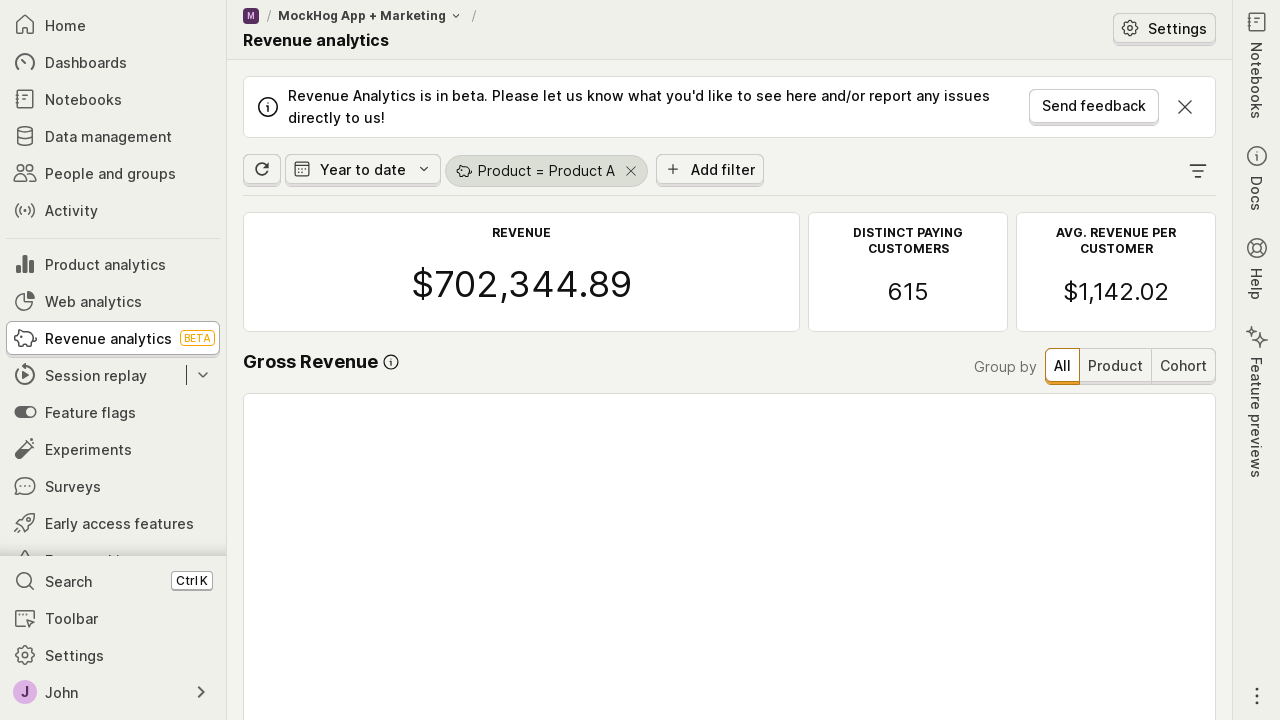 Home
Dashboards
Notebooks
Data management
People and groups
Activity
Product analytics
Web analytics
Revenue analytics BETA
Session replay
Feature flags
Experiments
Surveys
Early access features
Search Ctrl K
Toolbar
Settings
J John
M / MockHog App + Marketing /
Revenue analytics
Settings
Revenue Analytics is in beta. Please let us know what you'd like to see here and/or report any issues
directly to us!
Send feedback
Year to date
Product = Product A
Add filter
REVENUE
$702,344.89
DISTINCT PAYING
CUSTOMERS
615
AVG. REVENUE PER
CUSTOMER
$1,142.02
Gross Revenue
Group by All Product Cohort
Notebooks
Docs
Help
Feature previews